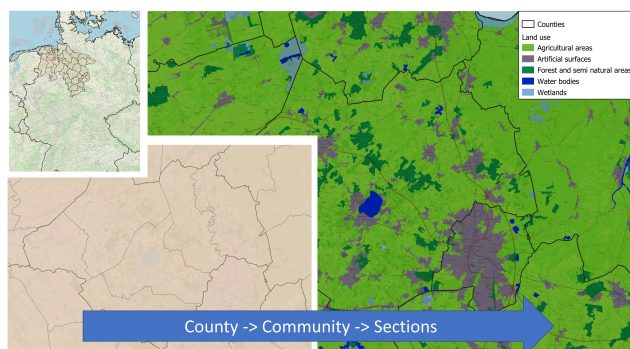 Counties
Land use
Agricultural areas
Artificial surfaces
Forest and semi natural areas
Water bodies
Wetlands
County -> Community -> Sections